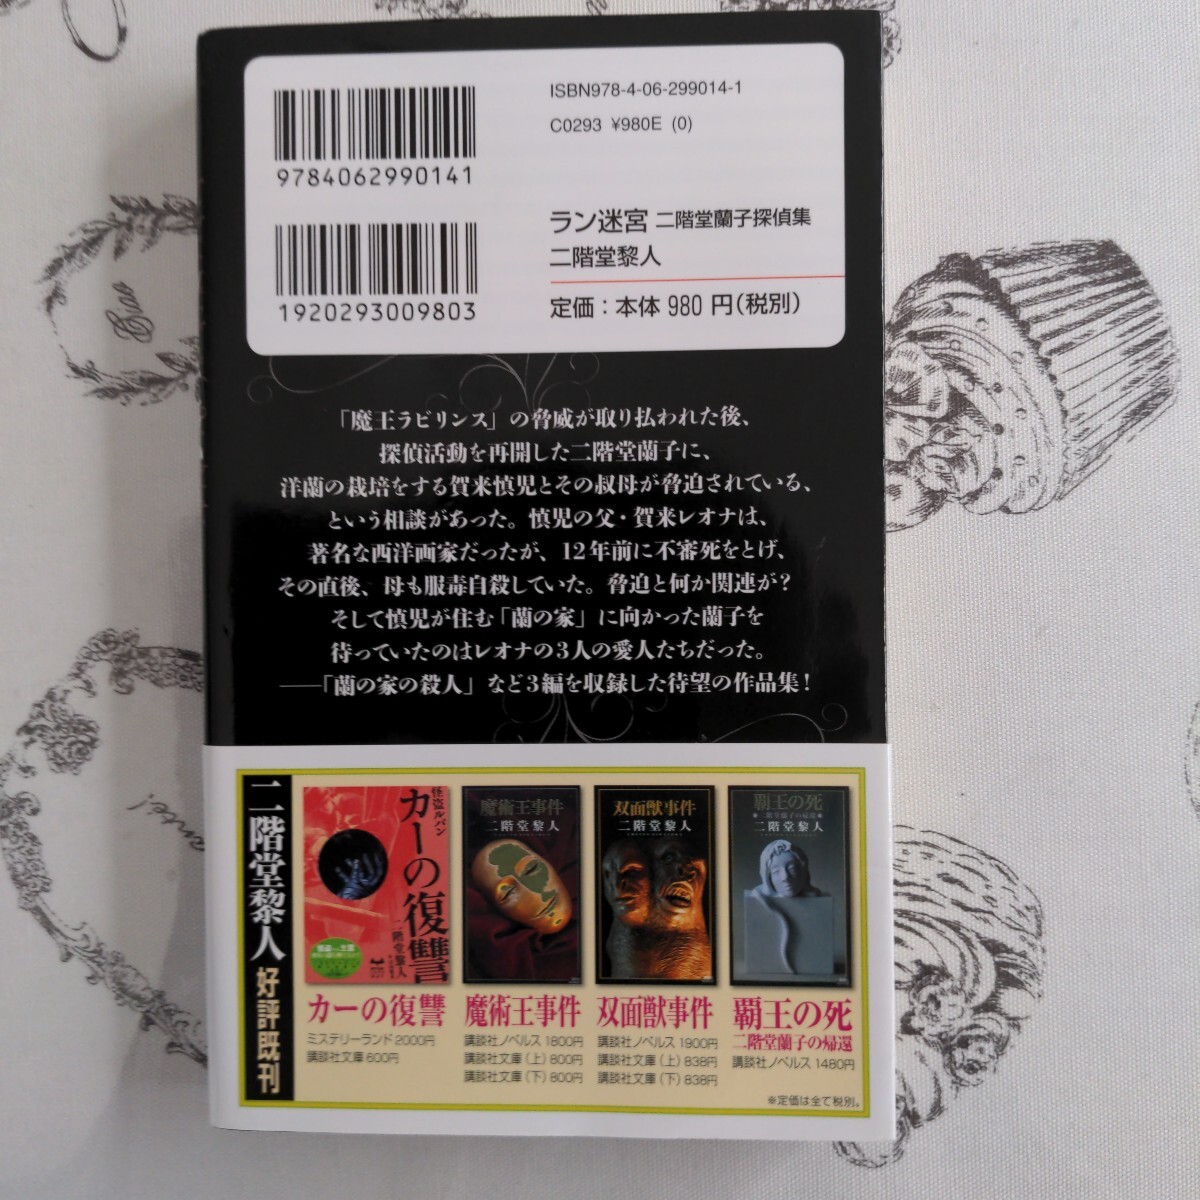 ISBN978-4-06-299014-1
C0293 ¥980E (0)
9784062990141
1920293009803
ラン迷宮 二階堂蘭子探偵集
二階堂黎人
定価：本体980円（税別）
「魔王ラビリンス」の脅威が取り払われた後、
探偵活動を再開した二階堂蘭子に、
洋蘭の栽培をする賀来慎児とその叔母が脅迫されている、
という相談があった。慎児の父・賀来レオナは、
著名な西洋画家だったが、12年前に不審死をとげ、
その直後、母も服毒自殺していた。脅迫と何か関連が？
そして慎児が住む「蘭の家」に向かった蘭子を
待っていたのはレオナの3人の愛人たちだった。
――「蘭の家の殺人」など3編を収録した待望の作品集！
二階堂黎人 好評既刊
怪盗ルパン
カーの復讐
二階堂黎人
魔術王事件
二階堂黎人
双面獣事件
二階堂黎人
覇王の死
二階堂蘭子の帰還
二階堂黎人
カーの復讐
ミステリーランド 2000円
講談社文庫 600円
魔術王事件
講談社ノベルス 1800円
講談社文庫（上）800円
講談社文庫（下）800円
双面獣事件
講談社ノベルス 1900円
講談社文庫（上）838円
講談社文庫（下）838円
覇王の死
二階堂蘭子の帰還
講談社ノベルス 1480円
※定価は全て税別。
Ciao